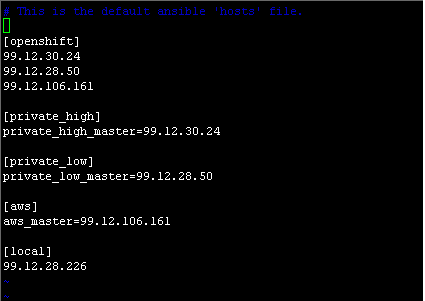 # This is the default ansible 'hosts' file.
[openshift]
99.12.30.24
99.12.28.50
99.12.106.161
[private_high]
private_high_master=99.12.30.24
[private_low]
private_low_master=99.12.28.50
[aws]
aws_master=99.12.106.161
[local]
99.12.28.226
~
~